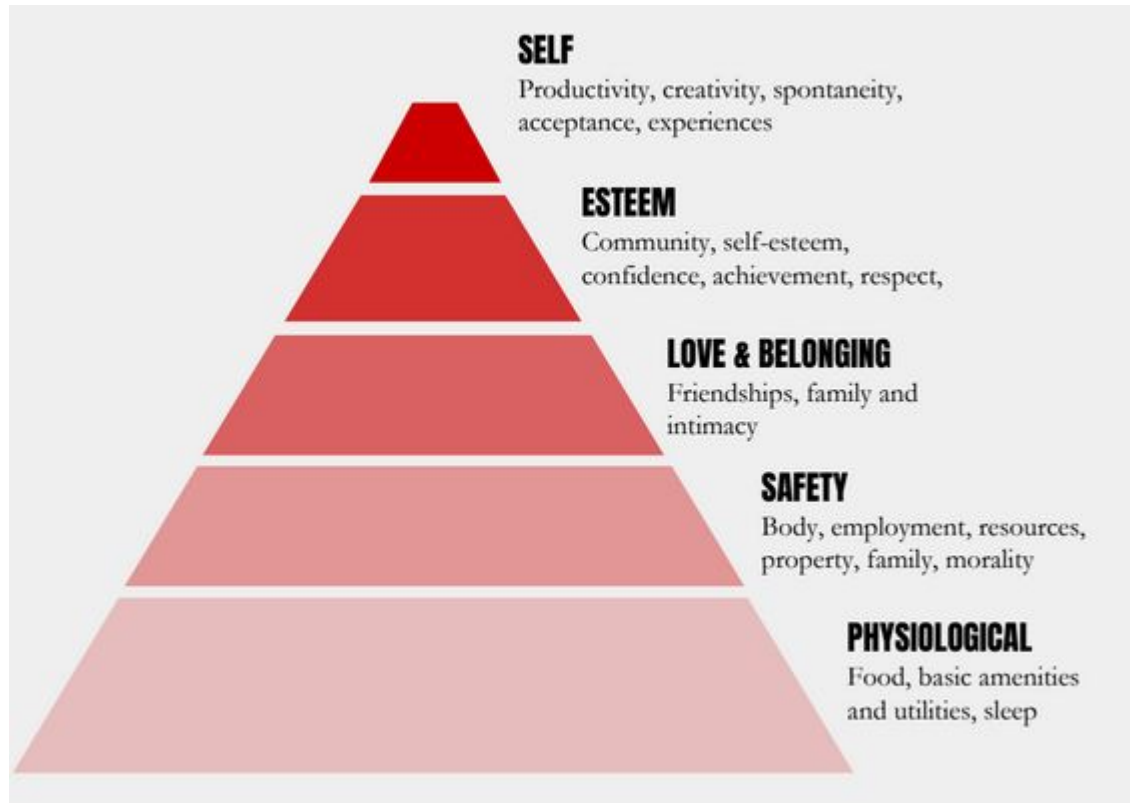 SELF
Productivity, creativity, spontaneity,
acceptance, experiences
ESTEEM
Community, self-esteem,
confidence, achievement, respect,
LOVE & BELONGING
Friendships, family and
intimacy
SAFETY
Body, employment, resources,
property, family, morality
PHYSIOLOGICAL
Food, basic amenities
and utilities, sleep